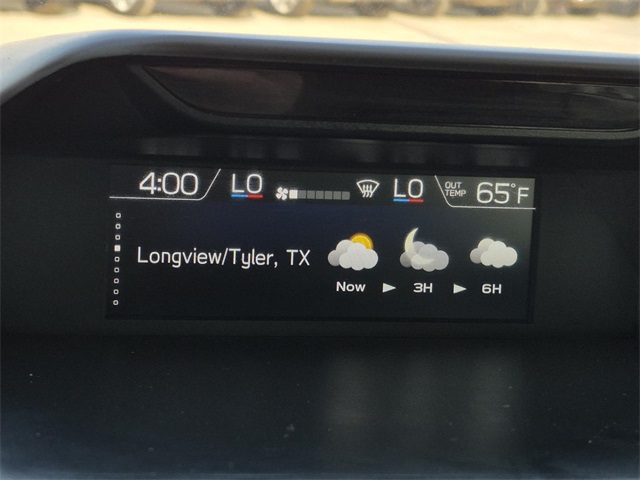 4:00 LO LO OUT TEMP 65°F
Longview/Tyler, TX
Now ► 3H ► 6H